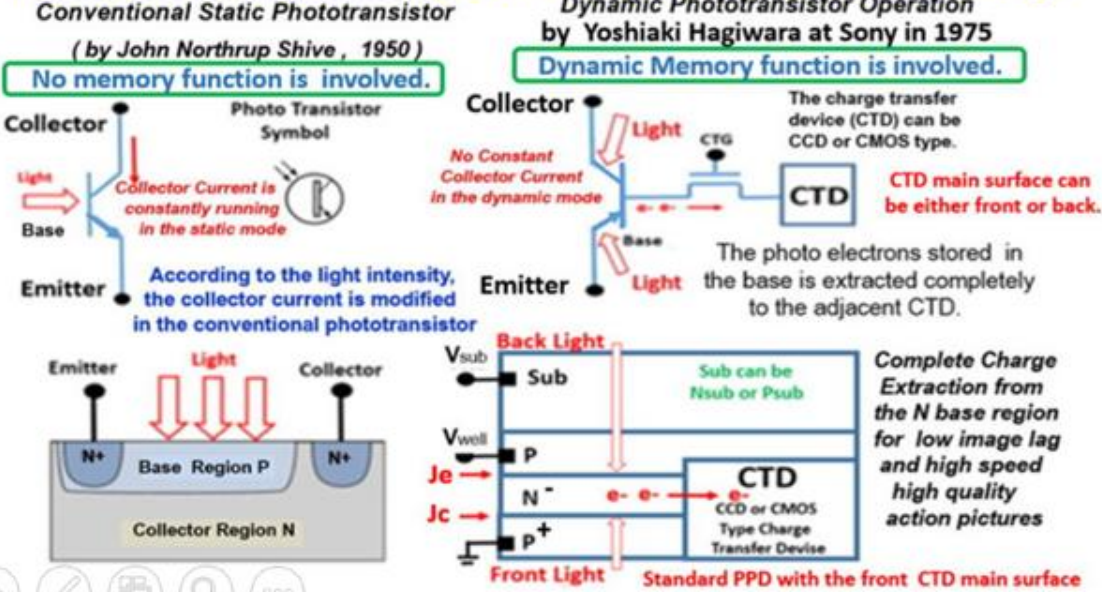 Conventional Static Phototransistor
( by John Northrup Shive , 1950 )
No memory function is involved.
Collector
Photo Transistor
Symbol
Light
Collector Current is
constantly running
in the static mode
Base
Emitter
According to the light intensity,
the collector current is modified
in the conventional phototransistor
Emitter
Light
Collector
N+
Base Region P
N+
Collector Region N
Dynamic Phototransistor Operation
by Yoshiaki Hagiwara at Sony in 1975
Dynamic Memory function is involved.
Collector
Light
CTG
The charge transfer
device (CTD) can be
CCD or CMOS type.
No Constant
Collector Current
in the dynamic mode
CTD
CTD main surface can
be either front or back.
Base
Emitter
Light
The photo electrons stored in
the base is extracted completely
to the adjacent CTD.
Back Light
Vsub
Sub
Sub can be
Nsub or Psub
Vwell
P
Je
N -
e- e- e-
Jc
P+
CTD
CCD or CMOS
Type Charge
Transfer Devise
Front Light
Complete Charge
Extraction from
the N base region
for low image lag
and high speed
high quality
action pictures
Standard PPD with the front CTD main surface